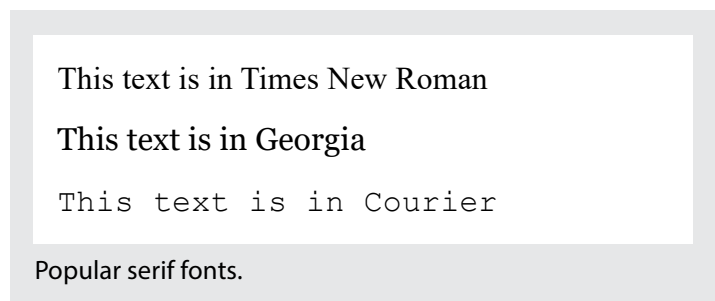 This text is in Times New Roman
This text is in Georgia
This text is in Courier
Popular serif fonts.